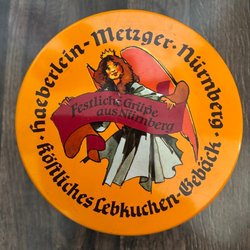 haeberlein-Metzger·Nürnberg
Festliche Grüße
aus Nürnberg
köstliches Lebkuchen-Gebäck